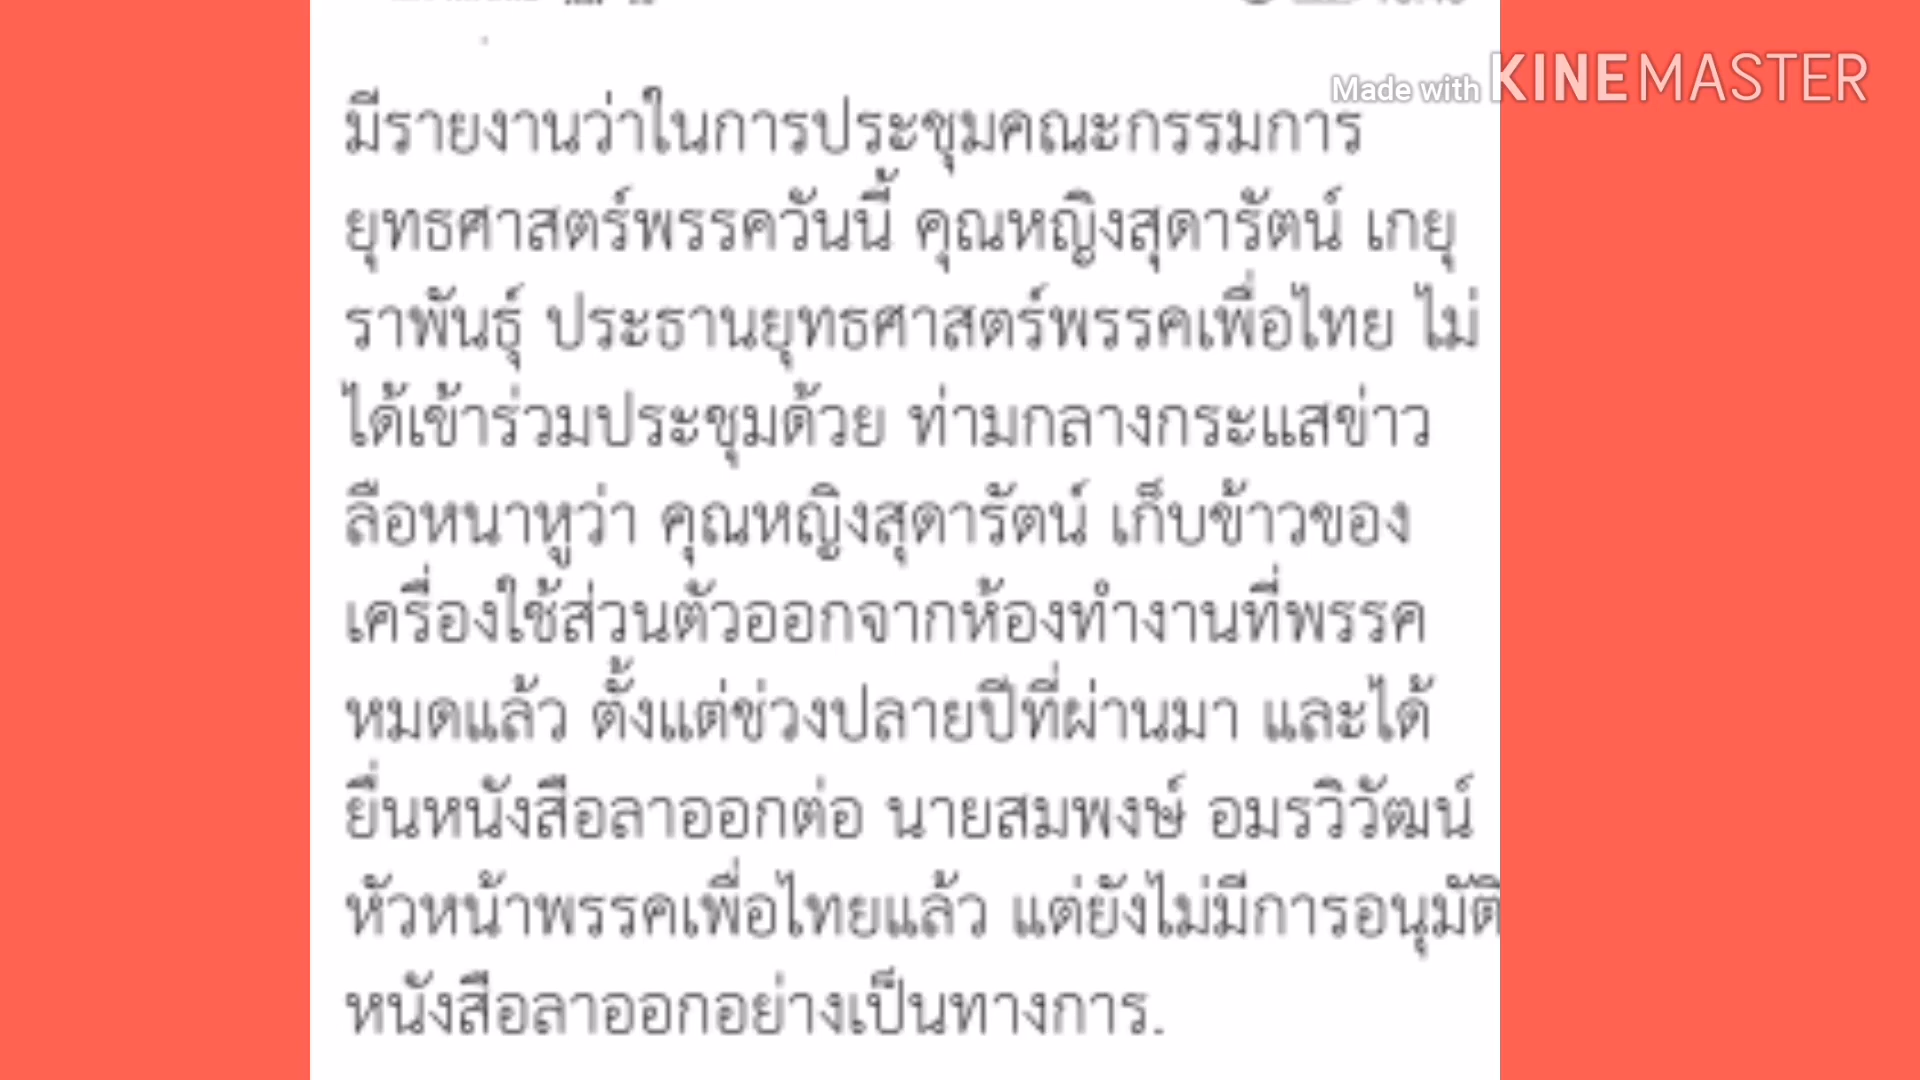 Made with KINEMASTER
มีรายงานว่าในการประชุมคณะกรรมการ
ยุทธศาสตร์พรรควันนี้ คุณหญิงสุดารัตน์ เกยุ
ราพันธุ์ ประธานยุทธศาสตร์พรรคเพื่อไทย ไม่
ได้เข้าร่วมประชุมด้วย ท่ามกลางกระแสข่าว
ลือหนาหูว่า คุณหญิงสุดารัตน์ เก็บข้าวของ
เครื่องใช้ส่วนตัวออกจากห้องทำงานที่พรรค
หมดแล้ว ตั้งแต่ช่วงปลายปีที่ผ่านมา และได้
ยื่นหนังสือลาออกต่อ นายสมพงษ์ อมรวิวัฒน์
หัวหน้าพรรคเพื่อไทยแล้ว แต่ยังไม่มีการอนุมัติ
หนังสือลาออกอย่างเป็นทางการ.